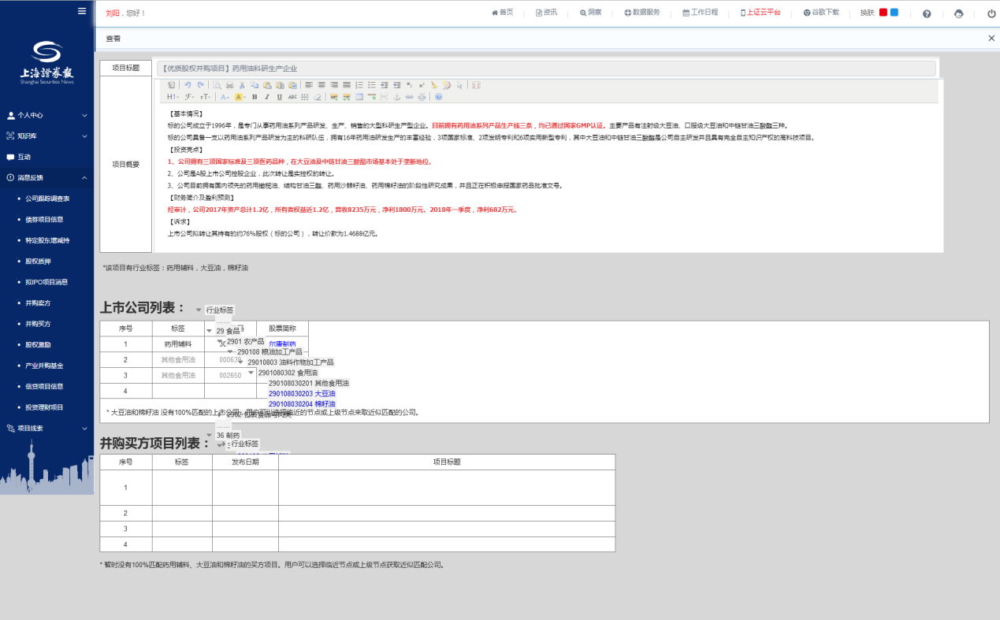 刘阳，您好！
首页
资讯
洞察
数据服务
工作日程
上证云平台
谷歌下载
换肤:
上海證券報
Shanghai Securities News
查看
个人中心
知识库
互动
消息反馈
公司跟踪调查表
债券项目信息
特定股东增减持
股权质押
拟IPO项目消息
并购卖方
并购买方
股权激励
产业并购基金
信贷项目信息
投资理财项目
项目线索
项目标题
【优质股权并购项目】药用油科研生产企业
项目概要
【基本情况】
标的公司成立于1996年，是专门从事药用油系列产品研发、生产、销售的大型科研生产型企业。目前拥有药用油系列产品生产线三条，均已通过国家GMP认证。主要产品有注射级大豆油、口服级大豆油和中链甘油三酸酯三种。
标的公司具备一支以药用油系列产品研发为主的科研队伍，拥有16年药用油研发生产的丰富经验，3项国家标准、2项发明专利和6项实用新型专利，其中大豆油和中链甘油三酸酯是公司自主研发并且具有完全自主知识产权的高科技项目。
【投资亮点】
1、公司拥有三项国家标准及三项医药品种，在大豆油及中链甘油三酸酯市场基本处于垄断地位。
2、公司是A股上市公司控股企业，此次转让是实控权的转让。
3、公司目前拥有国内领先的药用橄榄油、结构甘油三酯、药用沙棘籽油、药用棉籽油的阶段性研究成果，并且正在积极申报国家药品批准文号。
【财务简介及盈利预测】
经审计，公司2017年资产总计1.2亿，所有者权益近1.2亿，营收8235万元，净利1800万元。2018年一季度，净利682万元。
【诉求】
上市公司拟转让其持有的约76%股权（标的公司），转让价款为1.4688亿元。
*该项目有行业标签：药用辅料，大豆油，棉籽油
上市公司列表：
行业标签
序号
标签
股票简称
1
药用辅料
尔康制药
2
其他食用油
000639
3
其他食用油
002650
4
......
29 食品
2901 农产品
290108 粮油加工产品
29010803 油料作物加工产品
2901080302 食用油
290108030201 其他食用油
290108030203 大豆油
290108030204 棉籽油
2902 包装食品与肉类
* 大豆油和棉籽油 没有100%匹配的上市公司。用户可以选择临近的节点或上级节点来取近似匹配的公司。
......
36 制药
并购买方项目列表：
行业标签
序号
标签
发布日期
项目标题
1
2
3
4
* 暂时没有100%匹配药用辅料、大豆油和棉籽油的买方项目。用户可以选择临近节点或上级节点获取近似匹配公司。